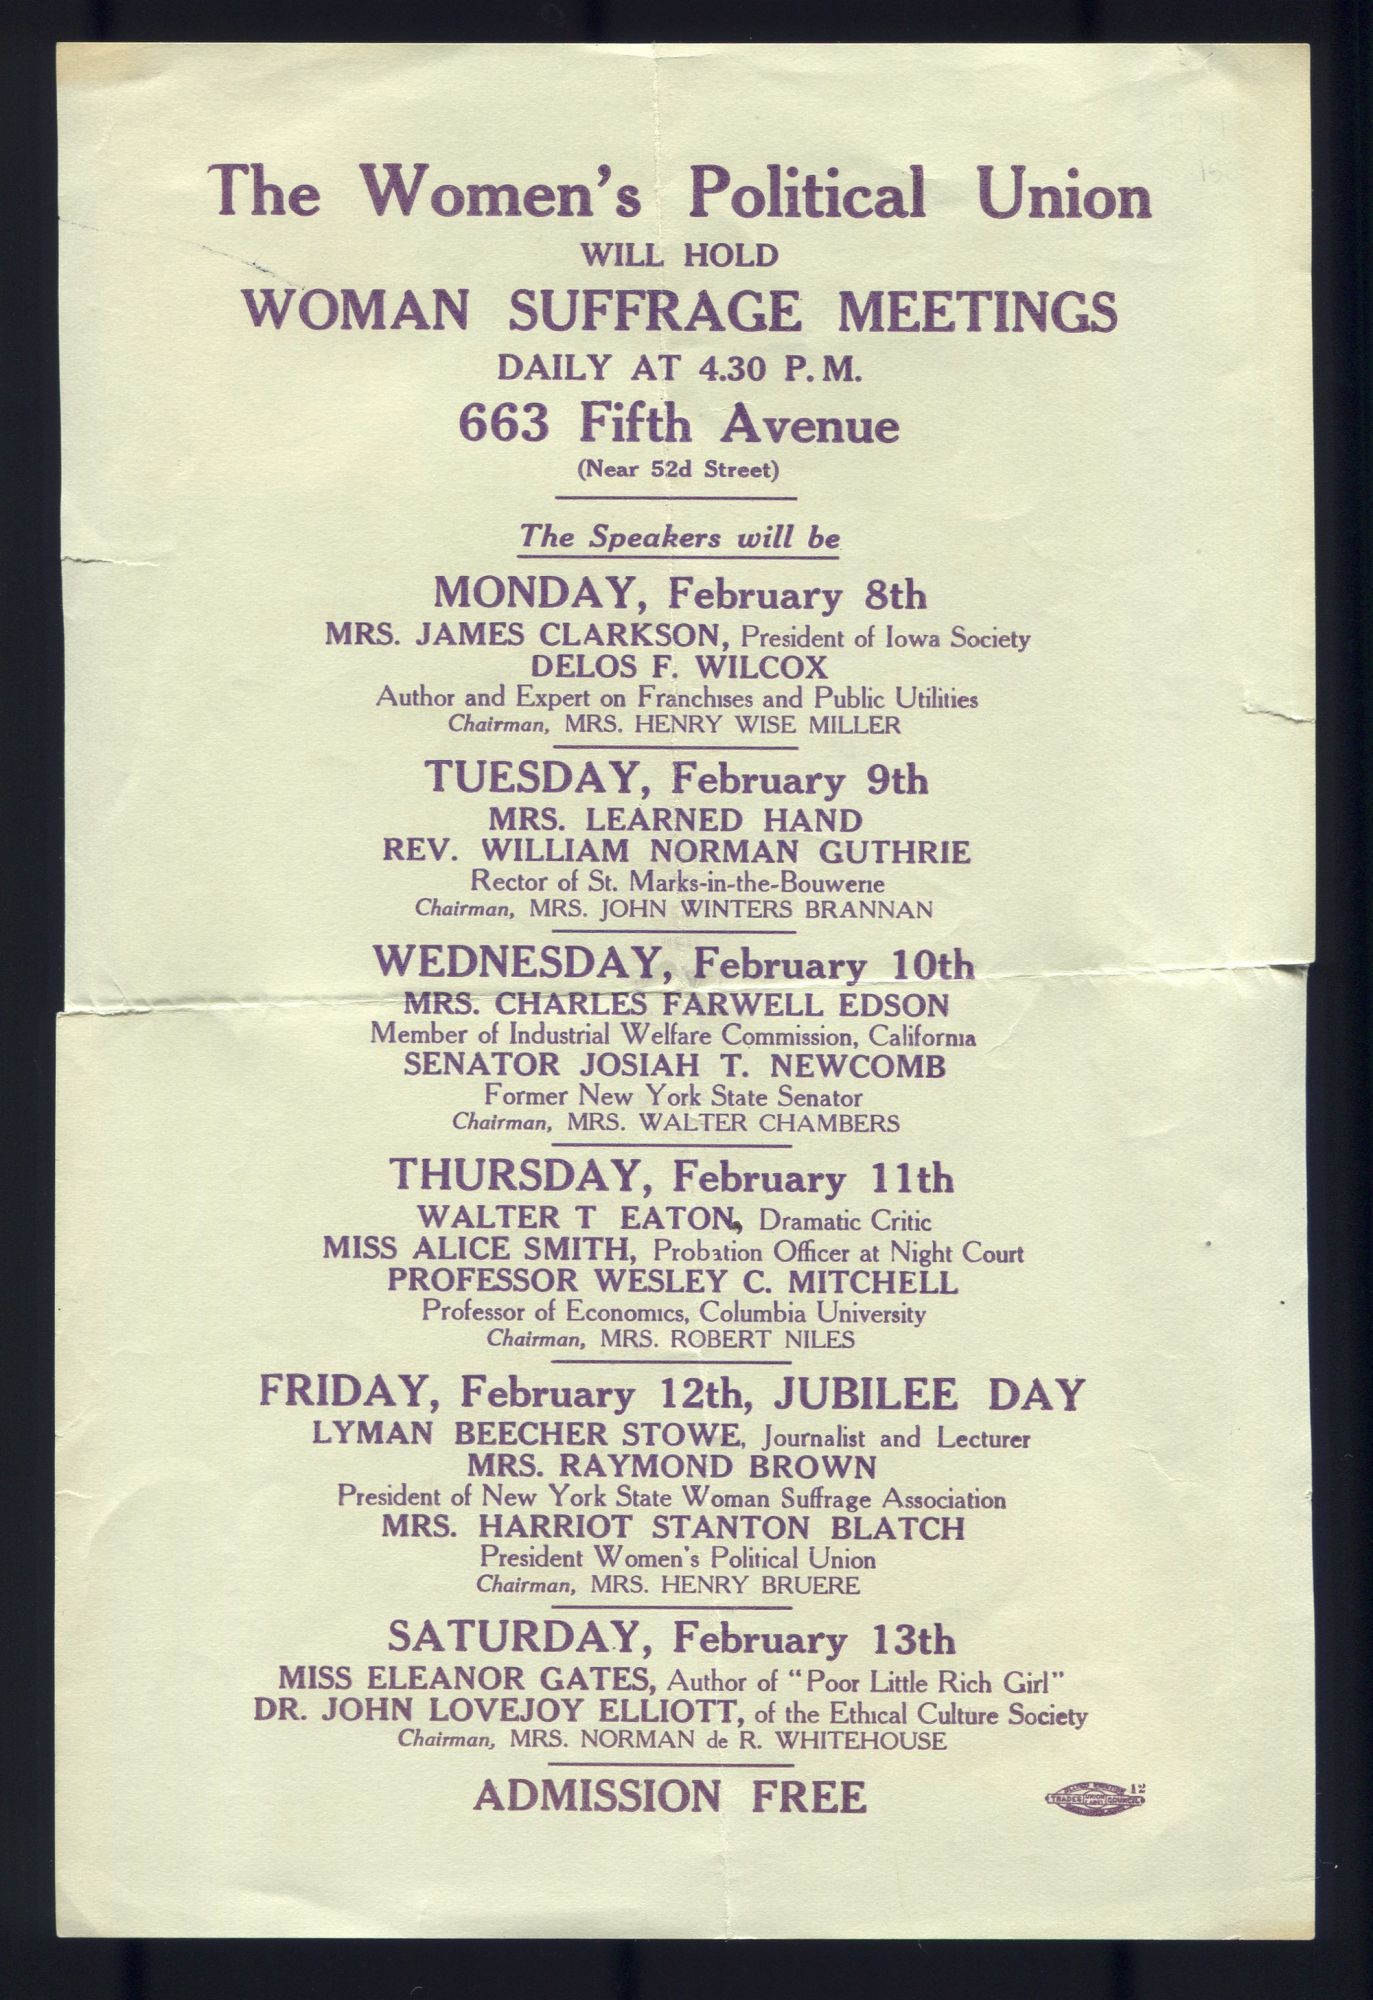 The Women's Political Union
WILL HOLD
WOMAN SUFFRAGE MEETINGS
DAILY AT 4.30 P. M.
663 Fifth Avenue
(Near 52d Street)
The Speakers will be
MONDAY, February 8th
MRS. JAMES CLARKSON, President of Iowa Society
DELOS F. WILCOX
Author and Expert on Franchises and Public Utilities
Chairman, MRS. HENRY WISE MILLER
TUESDAY, February 9th
MRS. LEARNED HAND
REV. WILLIAM NORMAN GUTHRIE
Rector of St. Marks-in-the-Bouwerie
Chairman, MRS. JOHN WINTERS BRANNAN
WEDNESDAY, February 10th
MRS. CHARLES FARWELL EDSON
Member of Industrial Welfare Commission, California
SENATOR JOSIAH T. NEWCOMB
Former New York State Senator
Chairman, MRS. WALTER CHAMBERS
THURSDAY, February 11th
WALTER T EATON, Dramatic Critic
MISS ALICE SMITH, Probation Officer at Night Court
PROFESSOR WESLEY C. MITCHELL
Professor of Economics, Columbia University
Chairman, MRS. ROBERT NILES
FRIDAY, February 12th, JUBILEE DAY
LYMAN BEECHER STOWE, Journalist and Lecturer
MRS. RAYMOND BROWN
President of New York State Woman Suffrage Association
MRS. HARRIOT STANTON BLATCH
President Women's Political Union
Chairman, MRS. HENRY BRUERE
SATURDAY, February 13th
MISS ELEANOR GATES, Author of "Poor Little Rich Girl"
DR. JOHN LOVEJOY ELLIOTT, of the Ethical Culture Society
Chairman, MRS. NORMAN de R. WHITEHOUSE
ADMISSION FREE
TRADES UNION LABEL COUNCIL 12